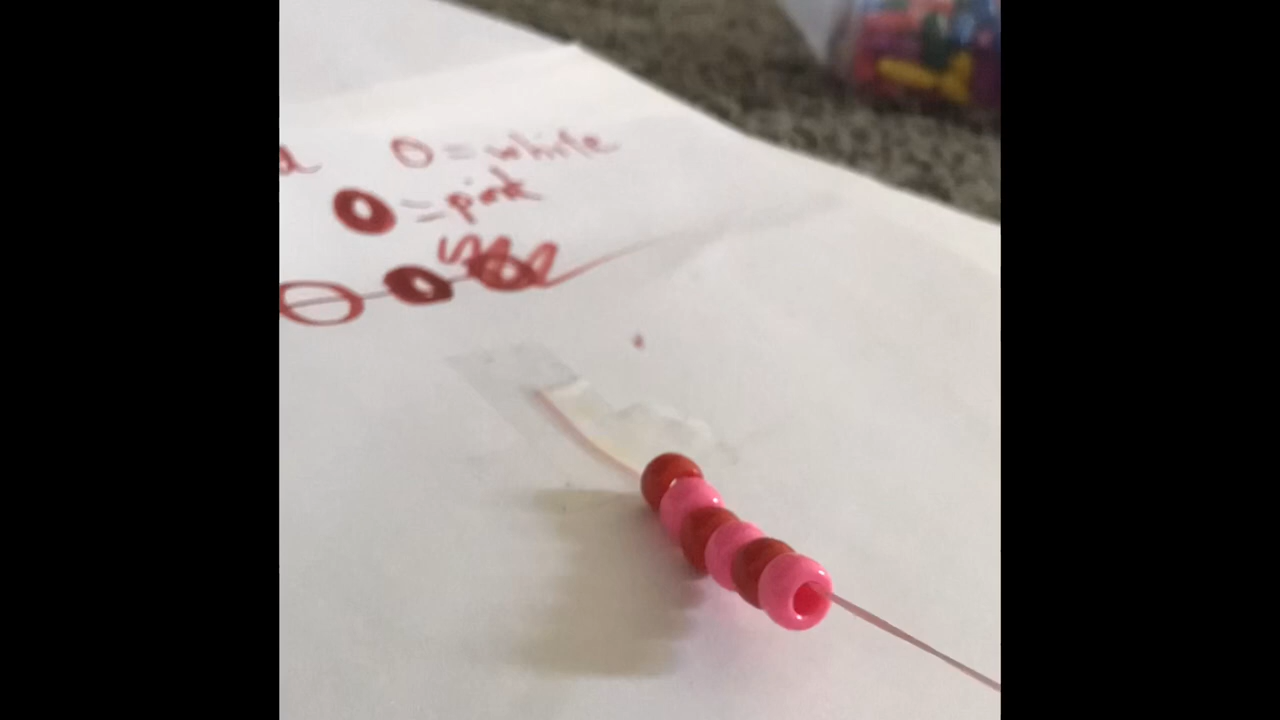 = white
= pink